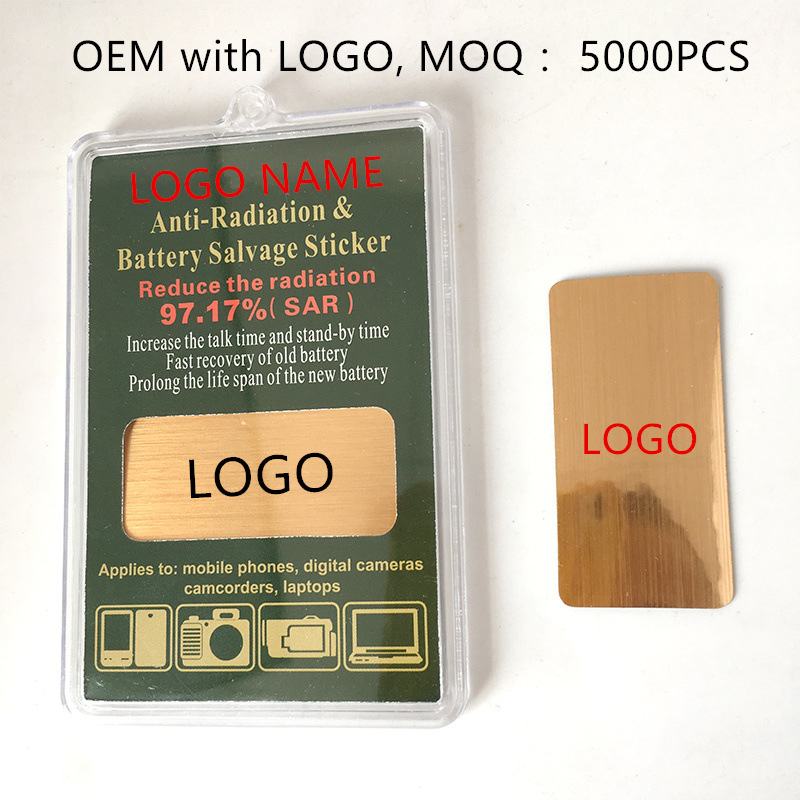 OEM with LOGO, MOQ： 5000PCS
LOGO NAME
Anti-Radiation &
Battery Salvage Sticker
Reduce the radiation
97.17%( SAR )
Increase the talk time and stand-by time
Fast recovery of old battery
Prolong the life span of the new battery
LOGO
Applies to: mobile phones, digital cameras
camcorders, laptops
LOGO